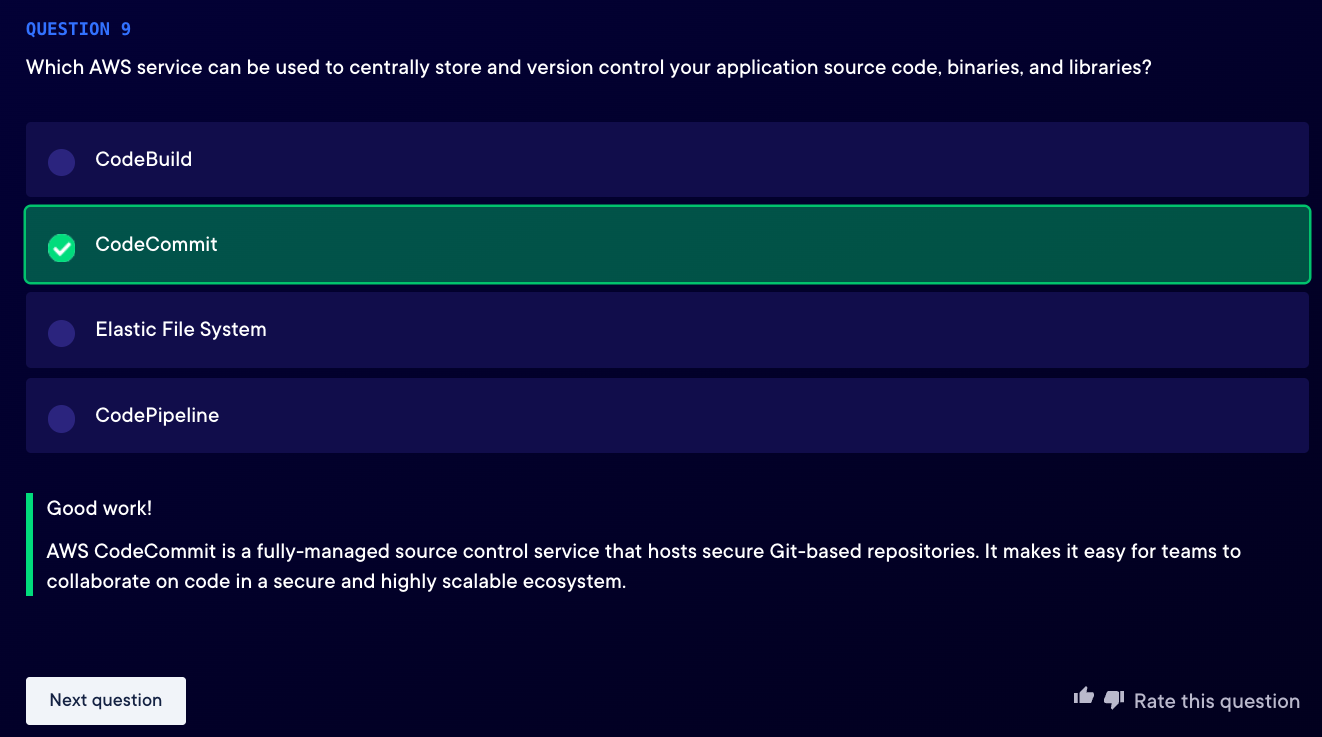 QUESTION 9
Which AWS service can be used to centrally store and version control your application source code, binaries, and libraries?
CodeBuild
CodeCommit
Elastic File System
CodePipeline
Good work!
AWS CodeCommit is a fully-managed source control service that hosts secure Git-based repositories. It makes it easy for teams to
collaborate on code in a secure and highly scalable ecosystem.
Next question
Rate this question